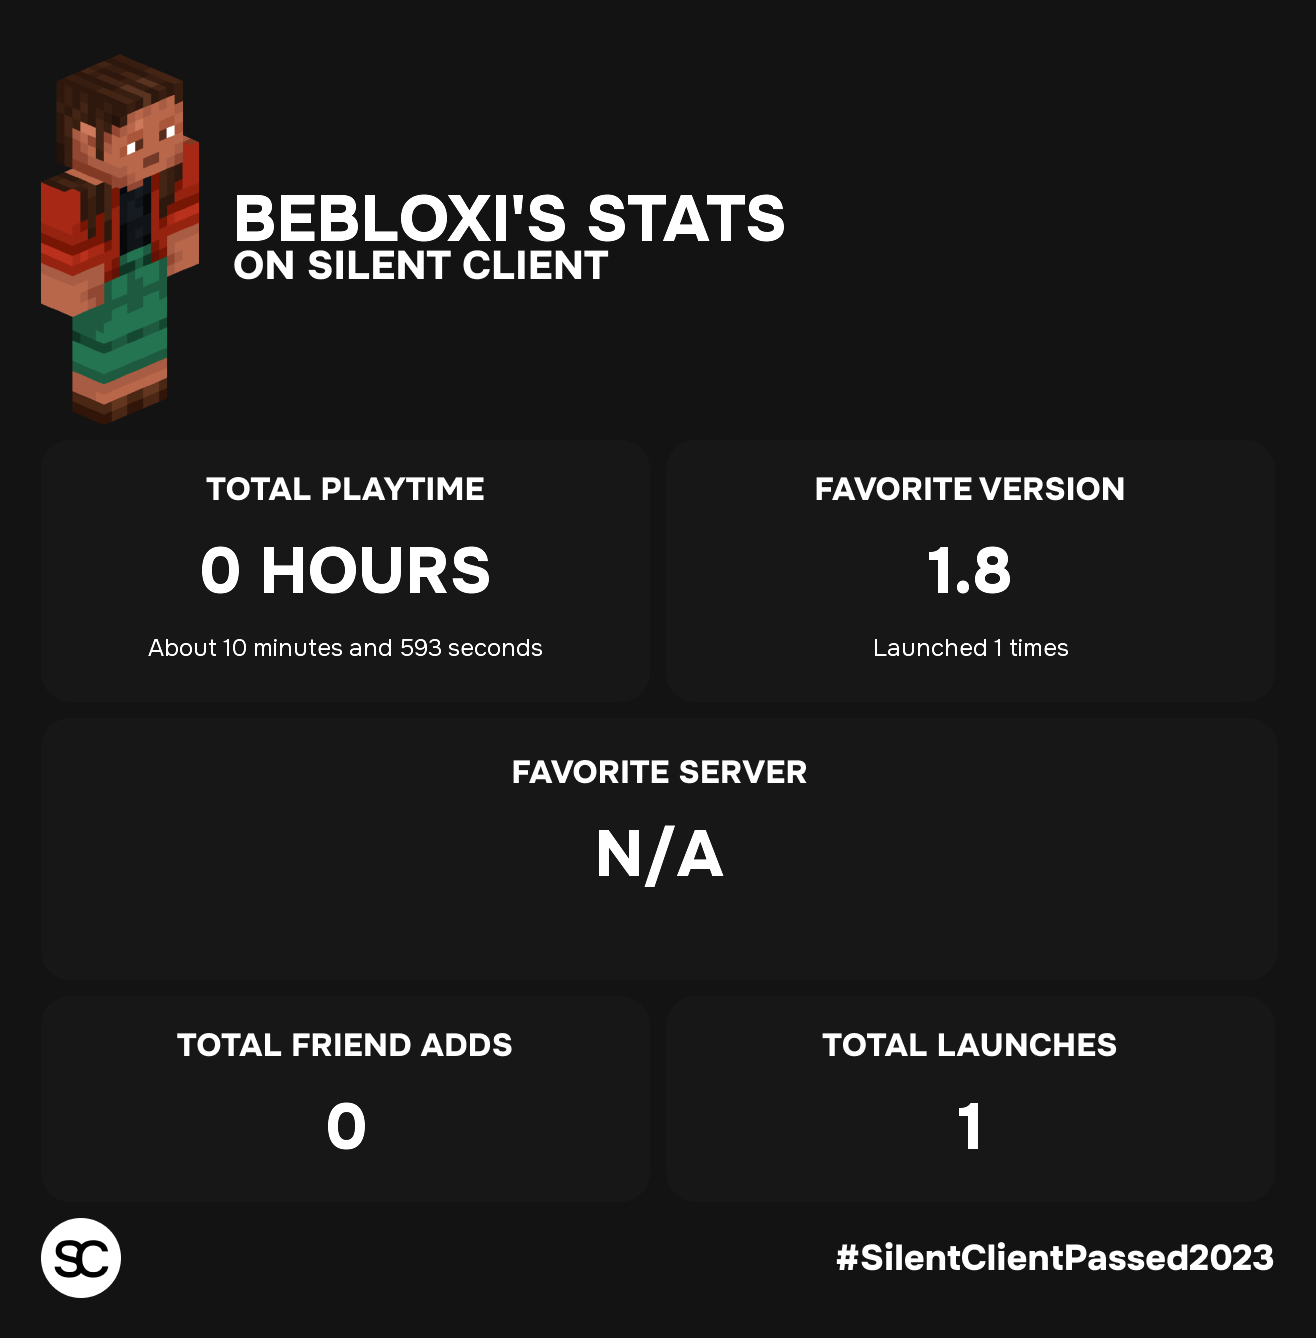 BEBLOXI'S STATS
ON SILENT CLIENT
TOTAL PLAYTIME
0 HOURS
About 10 minutes and 593 seconds
FAVORITE VERSION
1.8
Launched 1 times
FAVORITE SERVER
N/A
TOTAL FRIEND ADDS
0
TOTAL LAUNCHES
1
SC
#SilentClientPassed2023